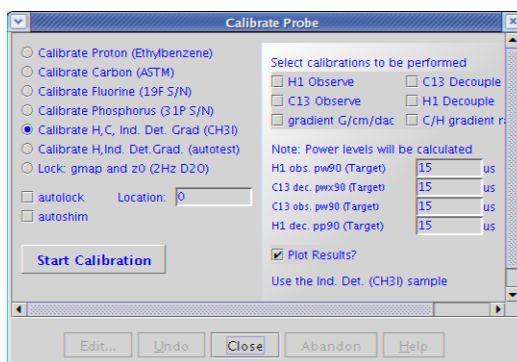 Calibrate Probe
Calibrate Proton (Ethylbenzene)
Calibrate Carbon (ASTM)
Calibrate Fluorine (19F S/N)
Calibrate Phosphorus (31P S/N)
Calibrate H,C, Ind. Det. Grad (CH3I)
Calibrate H,Ind. Det.Grad. (autotest)
Lock: gmap and z0 (2Hz D2O)
autolock Location: 0
autoshim
Start Calibration
Select calibrations to be performed
H1 Observe C13 Decouple
C13 Observe H1 Decouple
gradient G/cm/dac C/H gradient ra
Note: Power levels will be calculated
H1 obs. pw90 (Target) 15 us
C13 dec. pwx90 (Target) 15 us
C13 obs. pw90 (Target) 15 us
H1 dec. pp90 (Target) 15 us
Plot Results?
Use the Ind. Det. (CH3I) sample
Edit... Undo Close Abandon Help